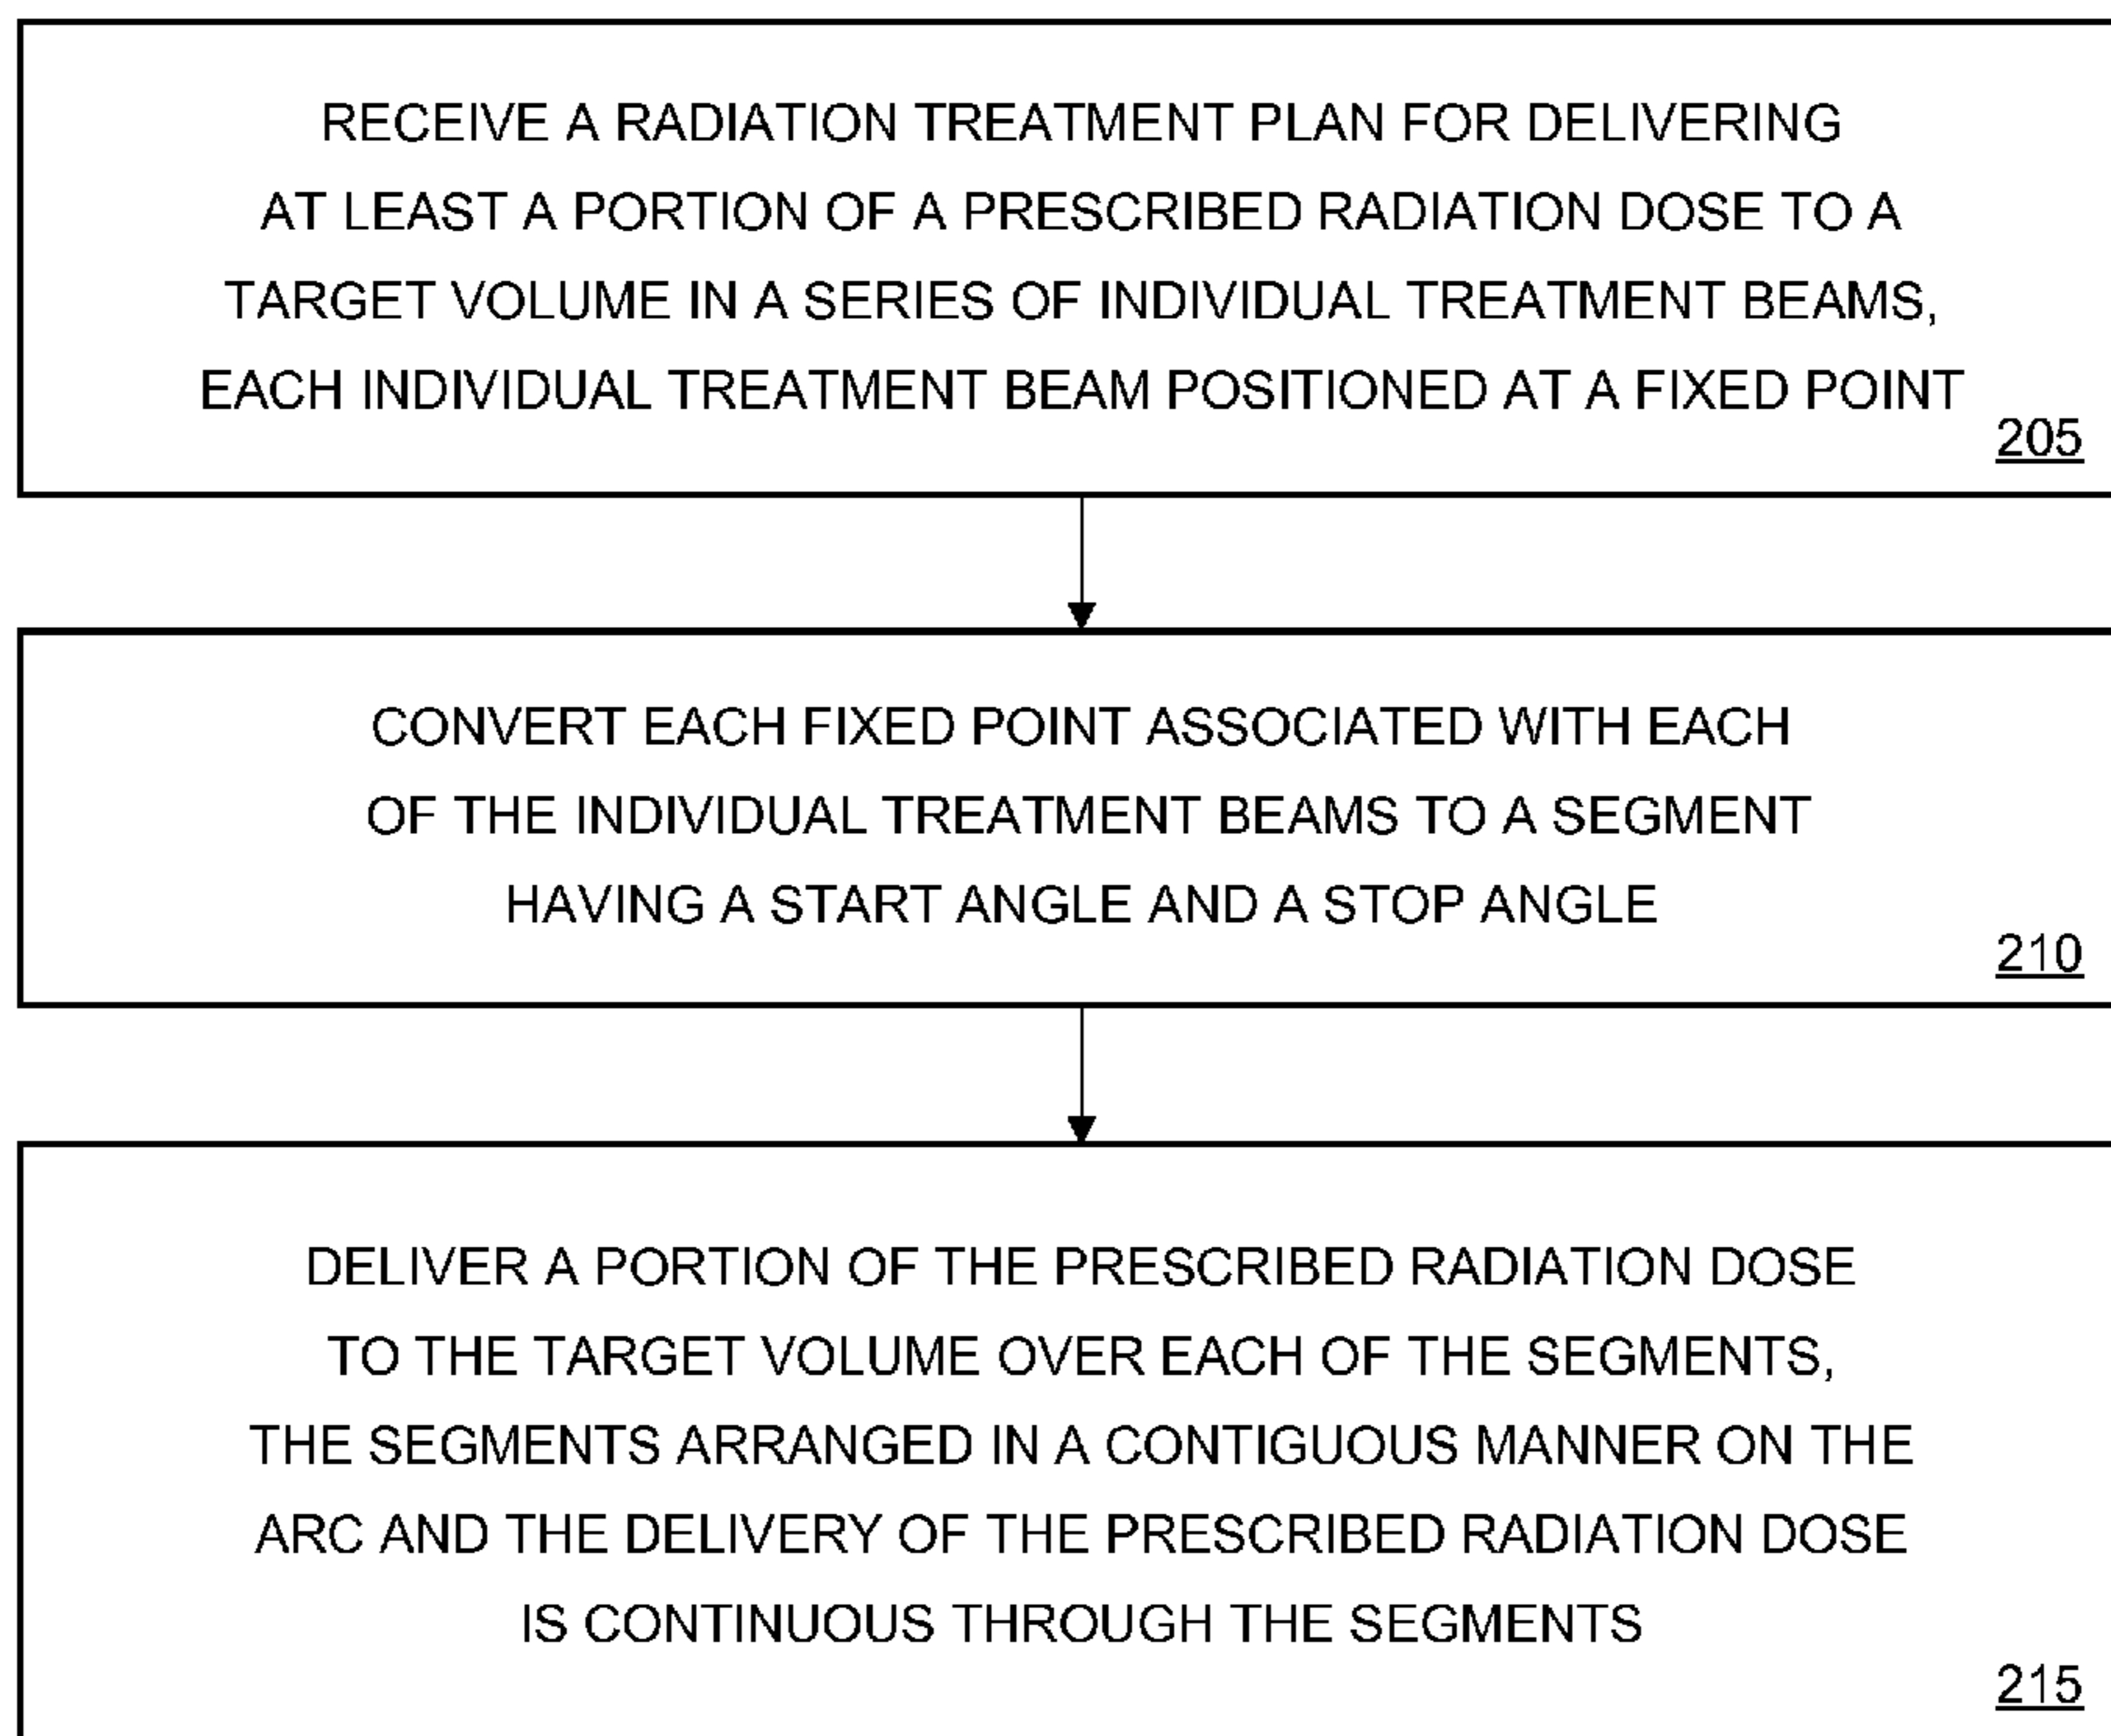 RECEIVE A RADIATION TREATMENT PLAN FOR DELIVERING
AT LEAST A PORTION OF A PRESCRIBED RADIATION DOSE TO A
TARGET VOLUME IN A SERIES OF INDIVIDUAL TREATMENT BEAMS,
EACH INDIVIDUAL TREATMENT BEAM POSITIONED AT A FIXED POINT
205
CONVERT EACH FIXED POINT ASSOCIATED WITH EACH
OF THE INDIVIDUAL TREATMENT BEAMS TO A SEGMENT
HAVING A START ANGLE AND A STOP ANGLE
210
DELIVER A PORTION OF THE PRESCRIBED RADIATION DOSE
TO THE TARGET VOLUME OVER EACH OF THE SEGMENTS,
THE SEGMENTS ARRANGED IN A CONTIGUOUS MANNER ON THE
ARC AND THE DELIVERY OF THE PRESCRIBED RADIATION DOSE
IS CONTINUOUS THROUGH THE SEGMENTS
215